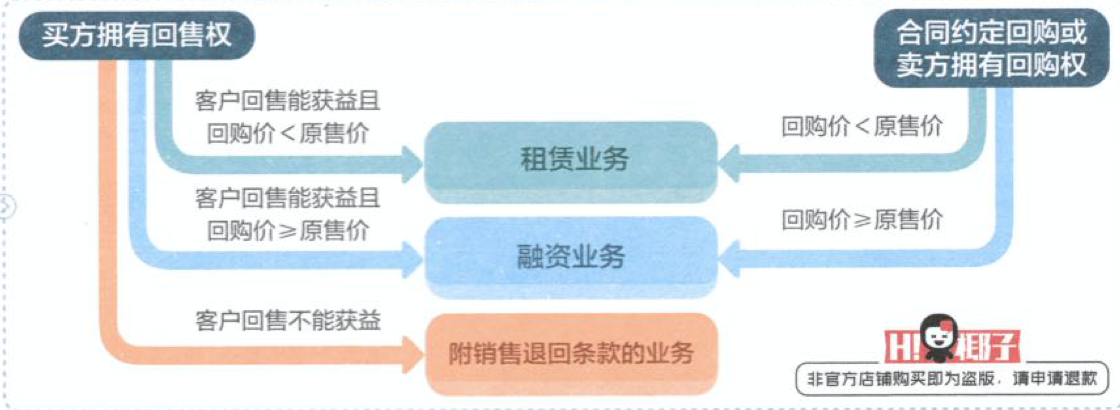 买方拥有回售权
合同约定回购或
卖方拥有回购权
客户回售能获益且
回购价<原售价
回购价<原售价
租赁业务
客户回售能获益且
回购价≥原售价
回购价≥原售价
融资业务
客户回售不能获益
附销售退回条款的业务
H!椰子
非官方店铺购买即为盗版,请申请退款